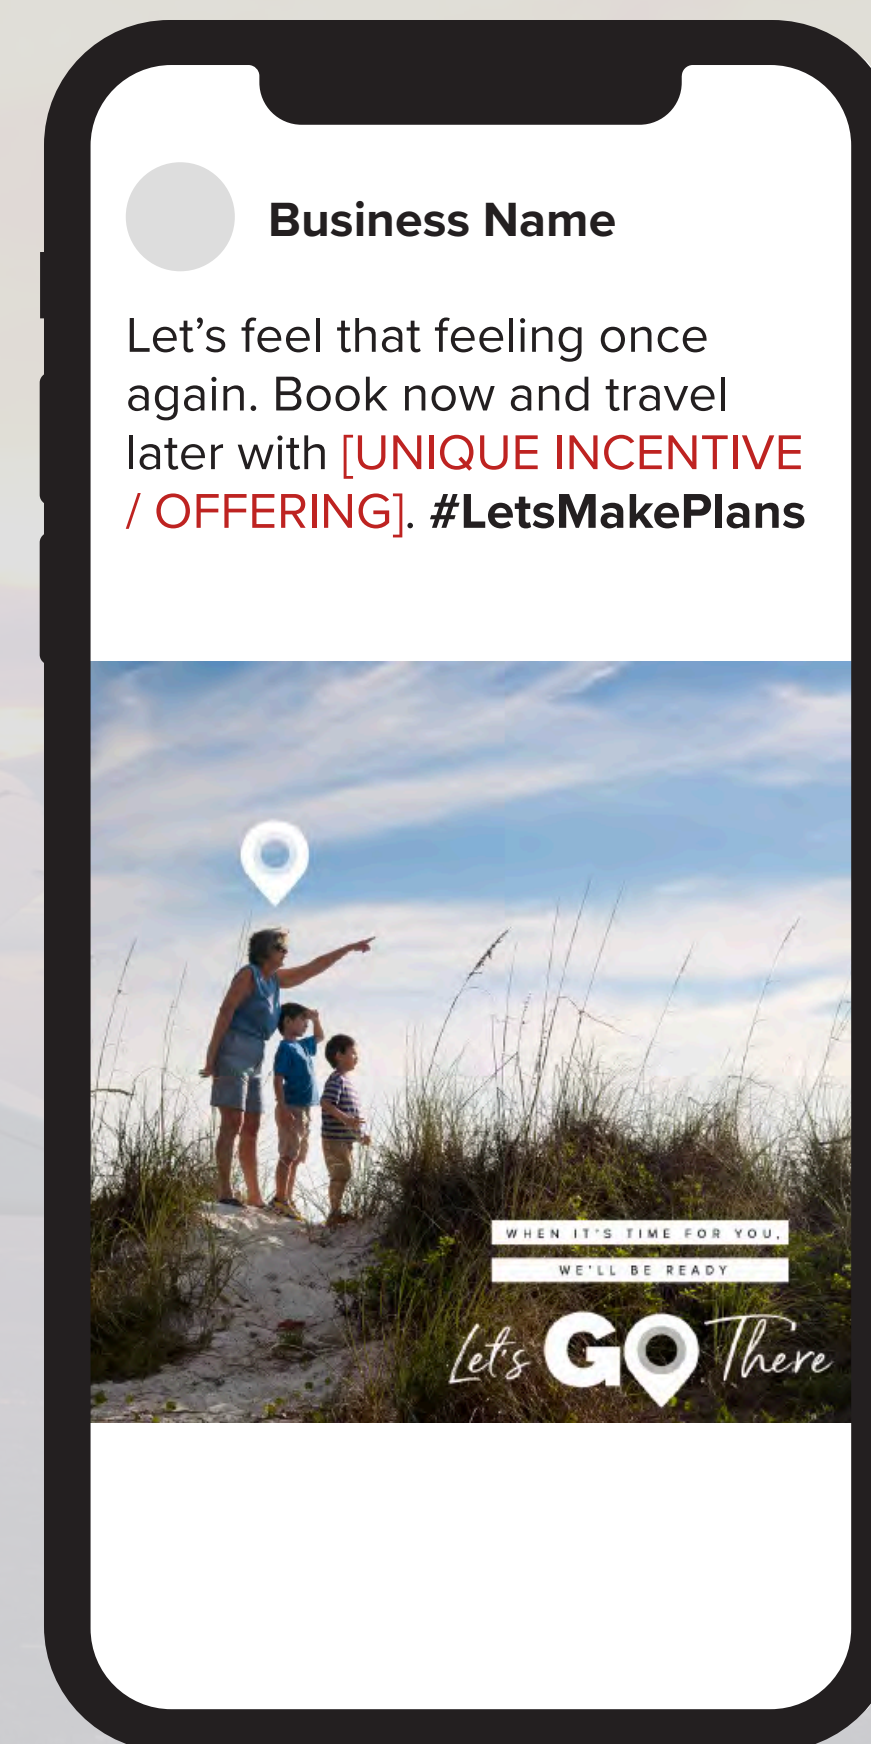 Business Name
Let’s feel that feeling once
again. Book now and travel
later with [UNIQUE INCENTIVE
/ OFFERING]. #LetsMakePlans
WHEN IT'S TIME FOR YOU,
WE'LL BE READY
Let's GO There